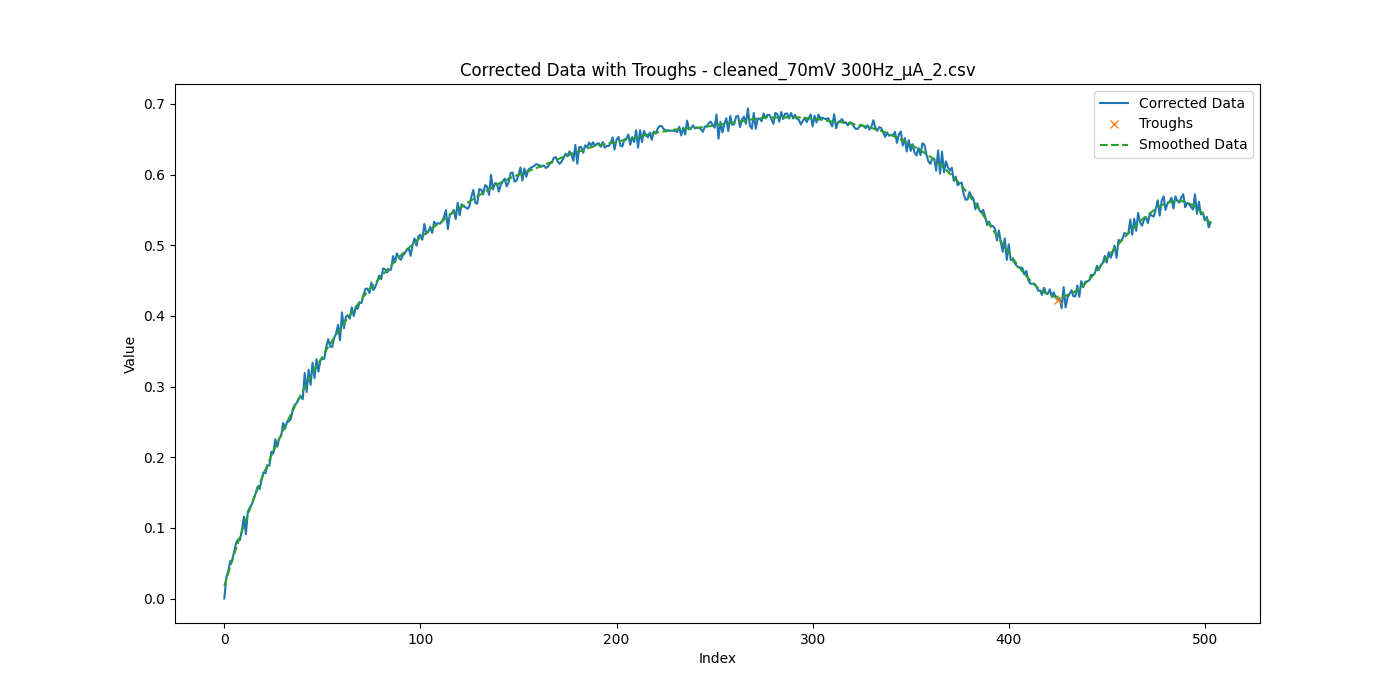 Corrected Data with Troughs - cleaned_70mV 300Hz_μA_2.csv
Corrected Data
Troughs
Smoothed Data
Value
0.7
0.6
0.5
0.4
0.3
0.2
0.1
0.0
0 100 200 300 400 500
Index